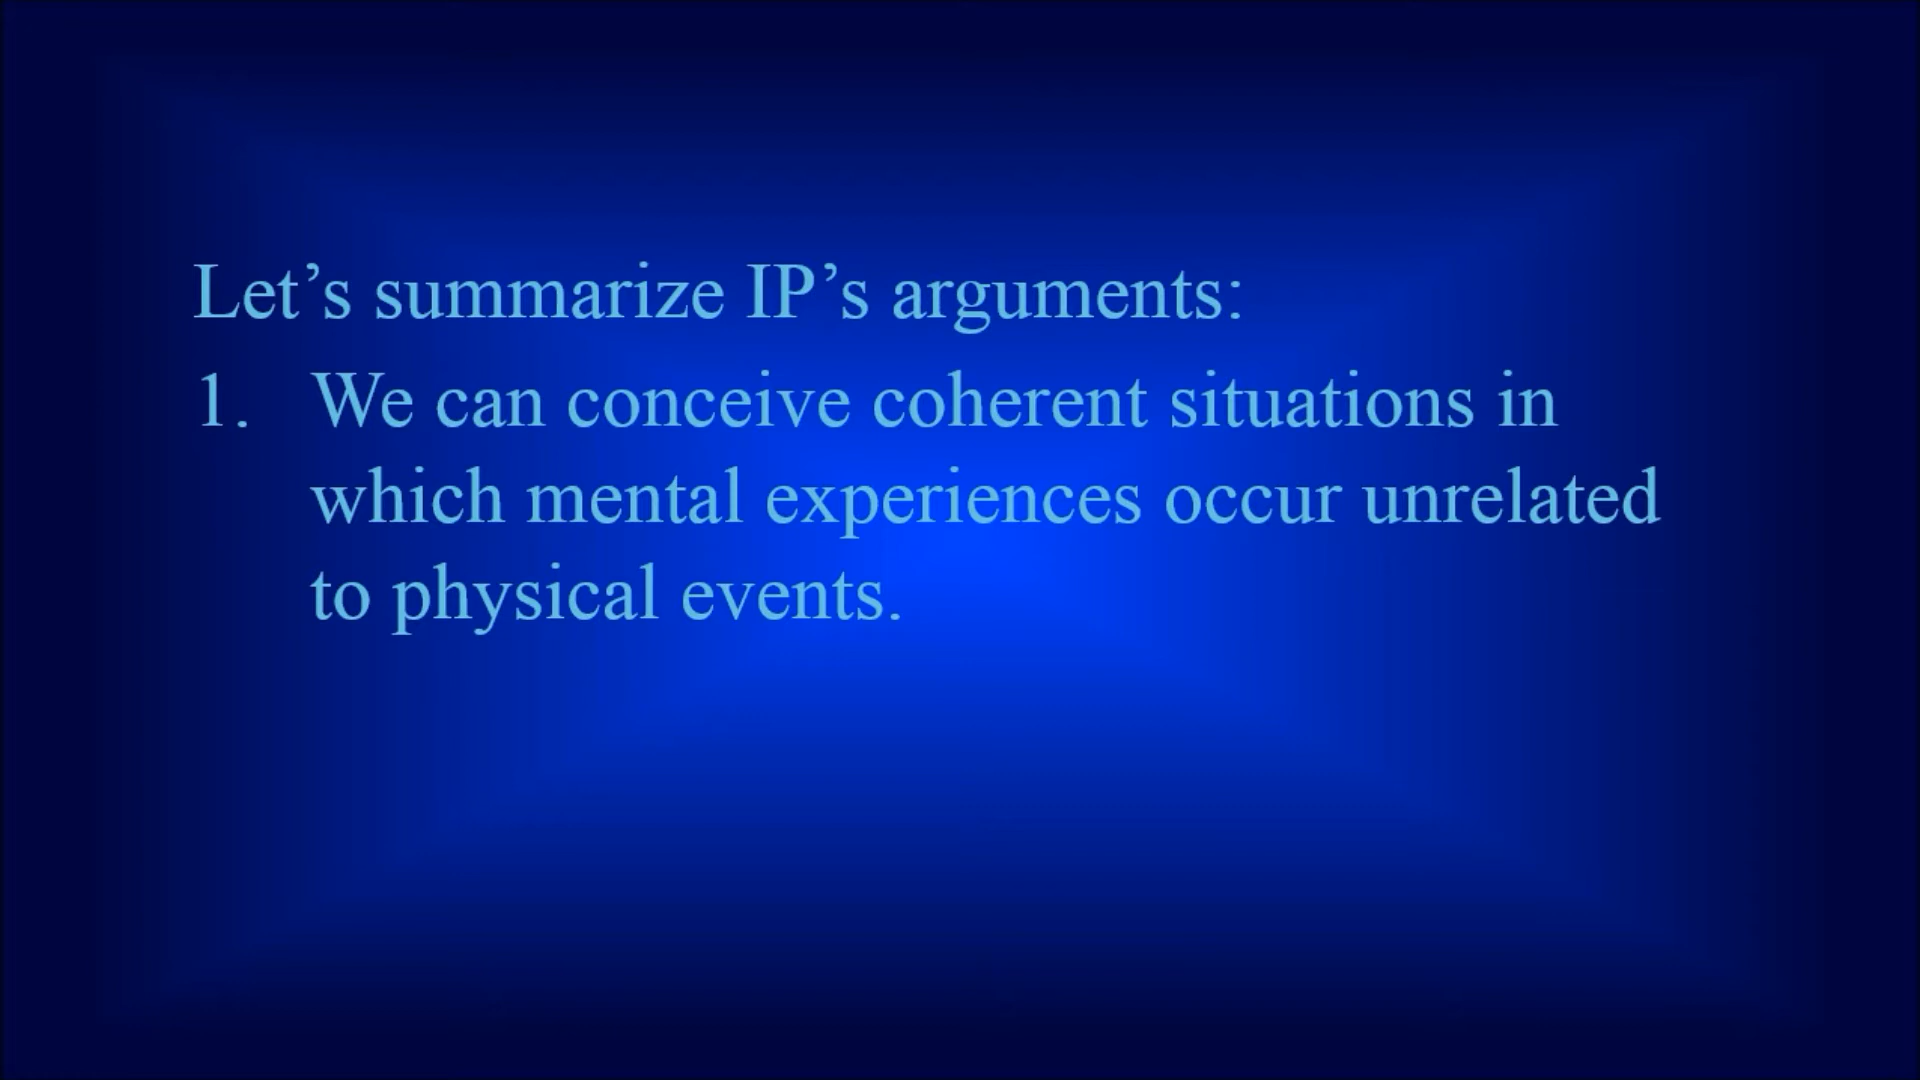 Let’s summarize IP’s arguments:
1. We can conceive coherent situations in
which mental experiences occur unrelated
to physical events.